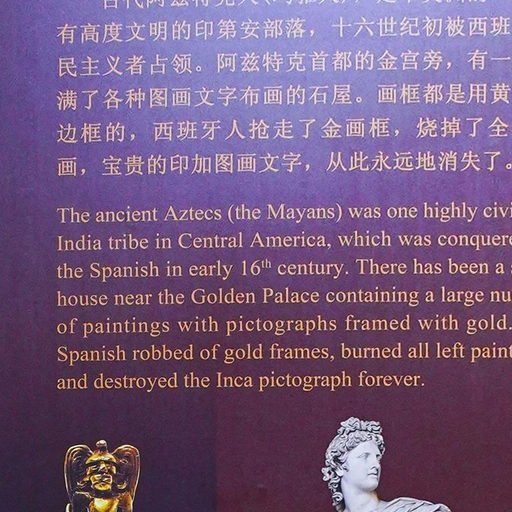 有高度文明的印第安部落，十六世纪初被西班
民主义者占领。阿兹特克首都的金宫旁，有一
满了各种图画文字布画的石屋。画框都是用黄
边框的，西班牙人抢走了金画框，烧掉了全
画，宝贵的印加图画文字，从此永远地消失了。
The ancient Aztecs (the Mayans) was one highly civi
India tribe in Central America, which was conquere
the Spanish in early 16th century. There has been a s
house near the Golden Palace containing a large nu
of paintings with pictographs framed with gold.
Spanish robbed of gold frames, burned all left paint
and destroyed the Inca pictograph forever.